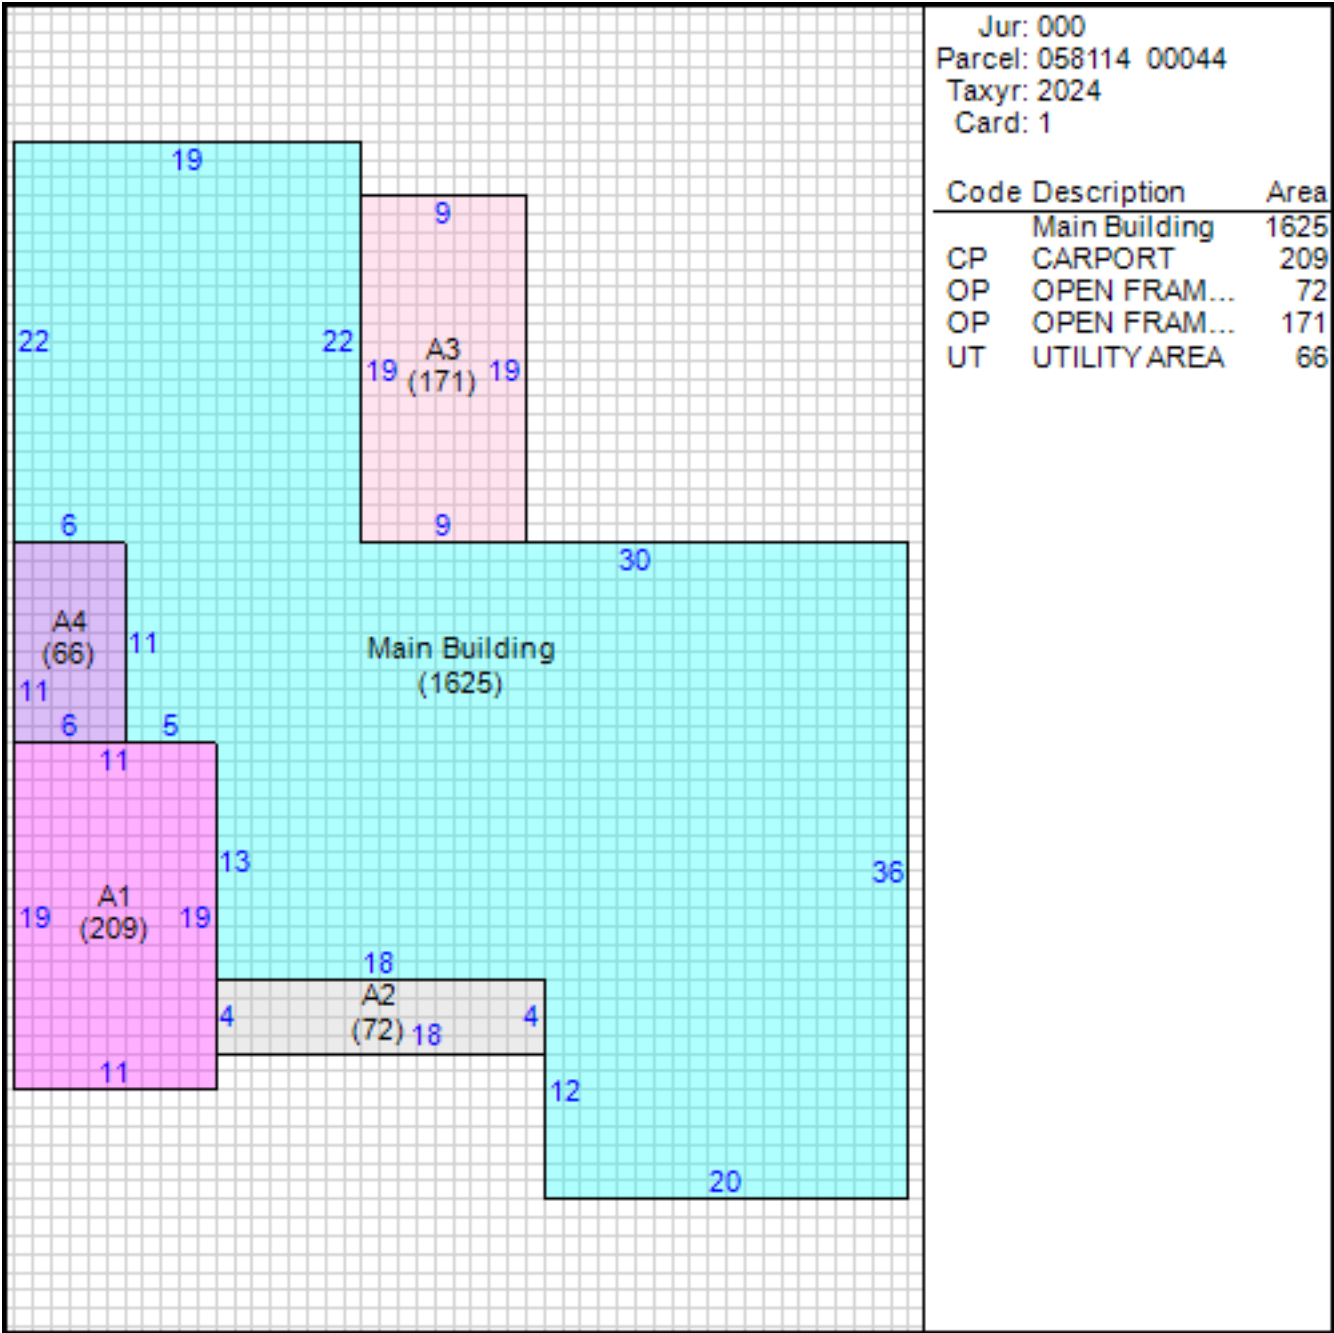 Jur: 000
Parcel: 058114 00044
Taxyr: 2024
Card: 1
Code Description Area
Main Building 1625
CP CARPORT 209
OP OPEN FRAM... 72
OP OPEN FRAM... 171
UT UTILITY AREA 66
19
9
22
22
19
A3
(171)
19
6
9
30
A4
(66)
11
11
Main Building
(1625)
6
5
11
13
36
A1
(209)
19
19
18
A2
(72)
4
18
4
11
12
20